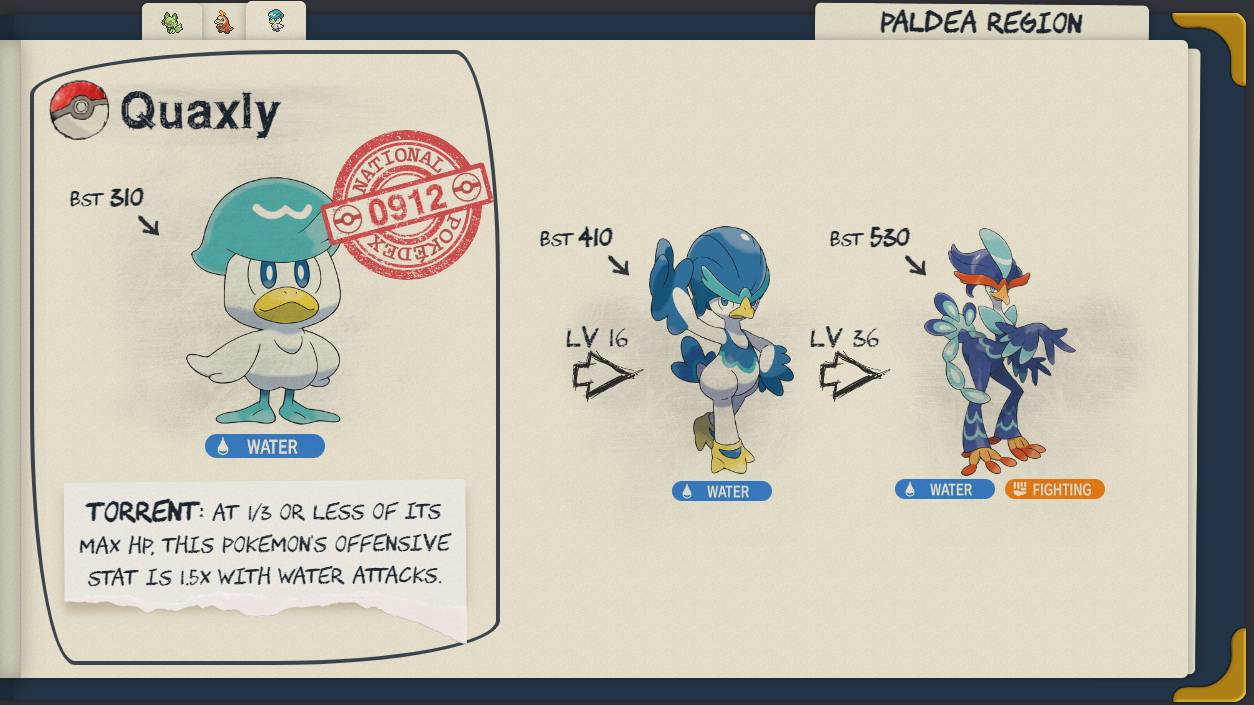 PALDEA REGION
Quaxly
NATIONAL
0912
POKÉDEX
BST 310
WATER
TORRENT: AT 1/3 OR LESS OF ITS
MAX HP, THIS POKEMON'S OFFENSIVE
STAT IS 1.5X WITH WATER ATTACKS.
BST 410
LV 16
WATER
BST 530
LV 36
WATER
FIGHTING